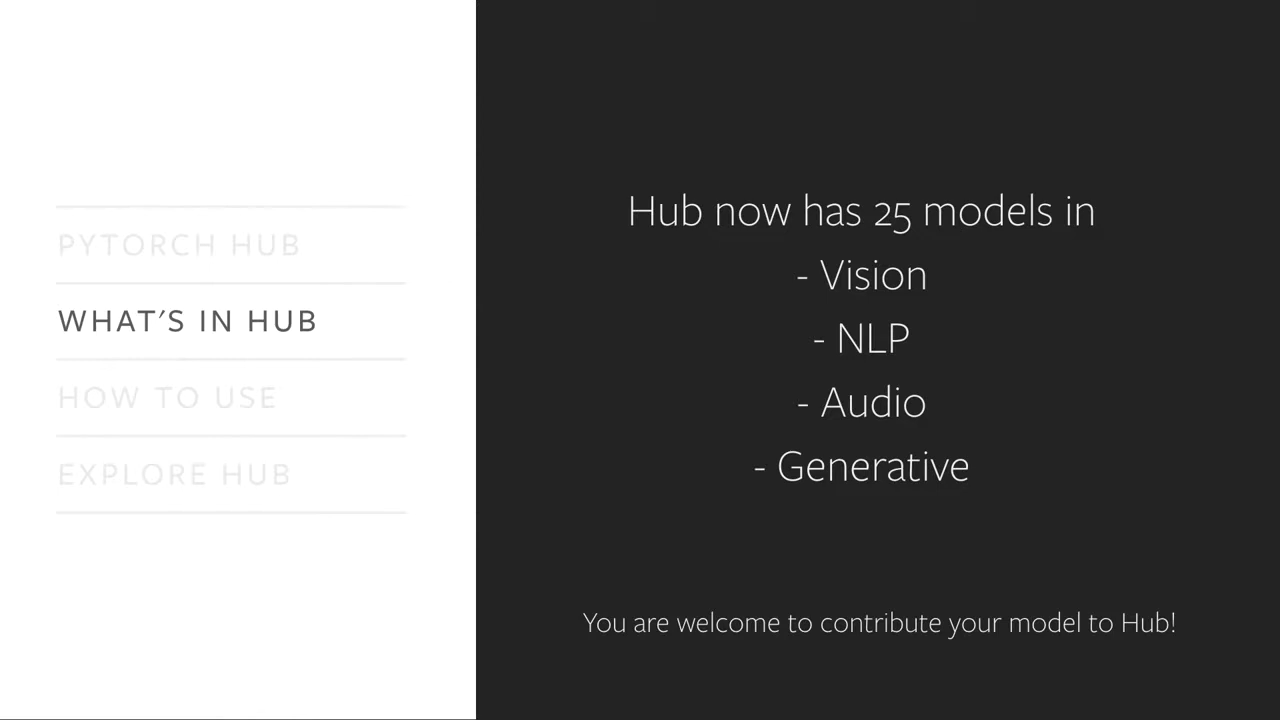 PYTORCH HUB
WHAT'S IN HUB
HOW TO USE
EXPLORE HUB
Hub now has 25 models in
- Vision
- NLP
- Audio
- Generative
You are welcome to contribute your model to Hub!